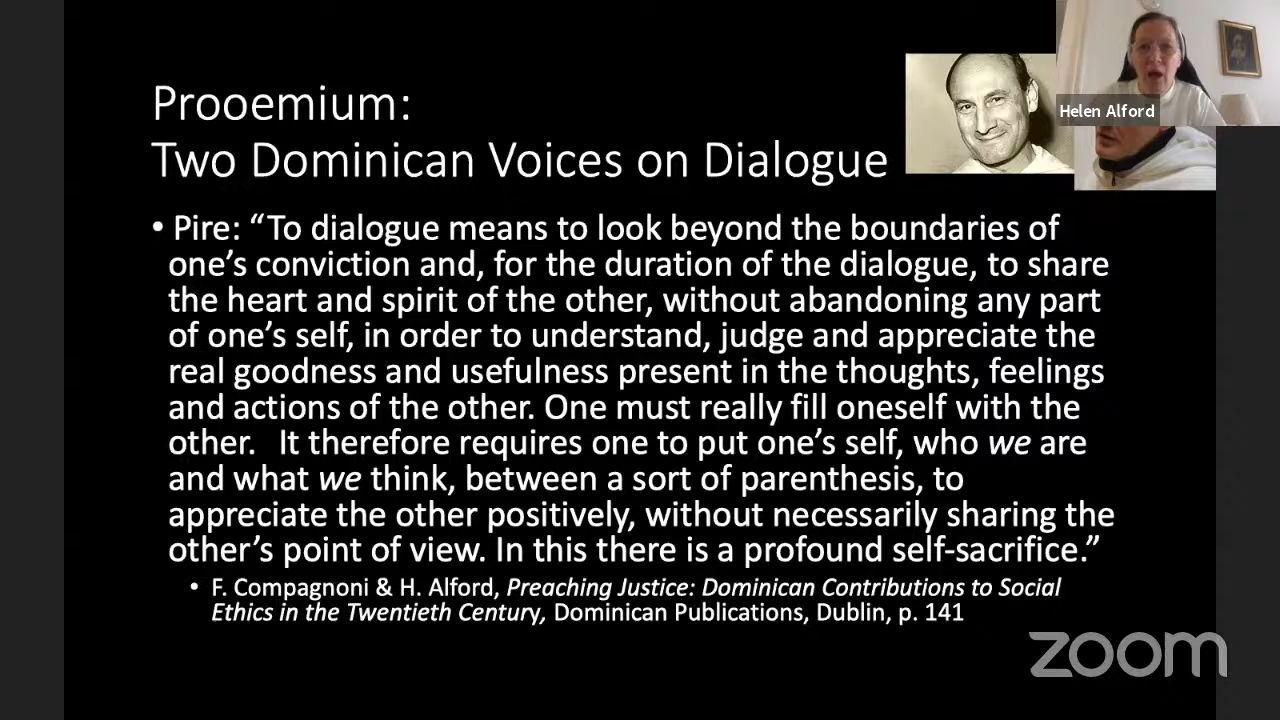 Prooemium:
Two Dominican Voices on Dialogue
Helen Alford
• Pire: “To dialogue means to look beyond the boundaries of
one’s conviction and, for the duration of the dialogue, to share
the heart and spirit of the other, without abandoning any part
of one’s self, in order to understand, judge and appreciate the
real goodness and usefulness present in the thoughts, feelings
and actions of the other. One must really fill oneself with the
other. It therefore requires one to put one’s self, who we are
and what we think, between a sort of parenthesis, to
appreciate the other positively, without necessarily sharing the
other’s point of view. In this there is a profound self-sacrifice.”
• F. Compagnoni & H. Alford, Preaching Justice: Dominican Contributions to Social
Ethics in the Twentieth Century, Dominican Publications, Dublin, p. 141
zoom